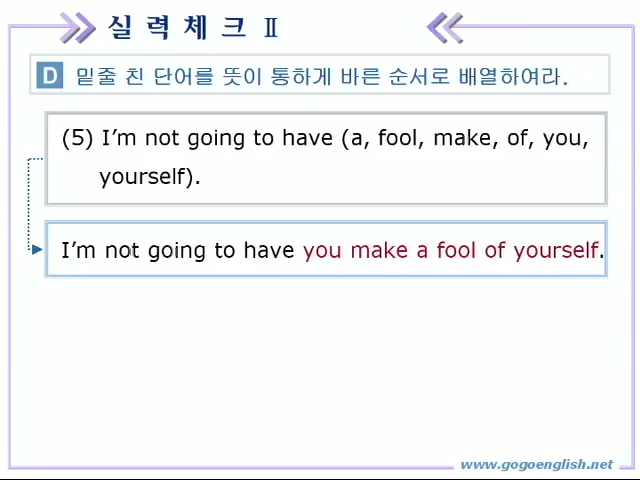 실 력 체 크 Ⅱ
D 밑줄 친 단어를 뜻이 통하게 바른 순서로 배열하여라.
(5) I’m not going to have (a, fool, make, of, you,
yourself).
I’m not going to have you make a fool of yourself.
www.gogoenglish.net